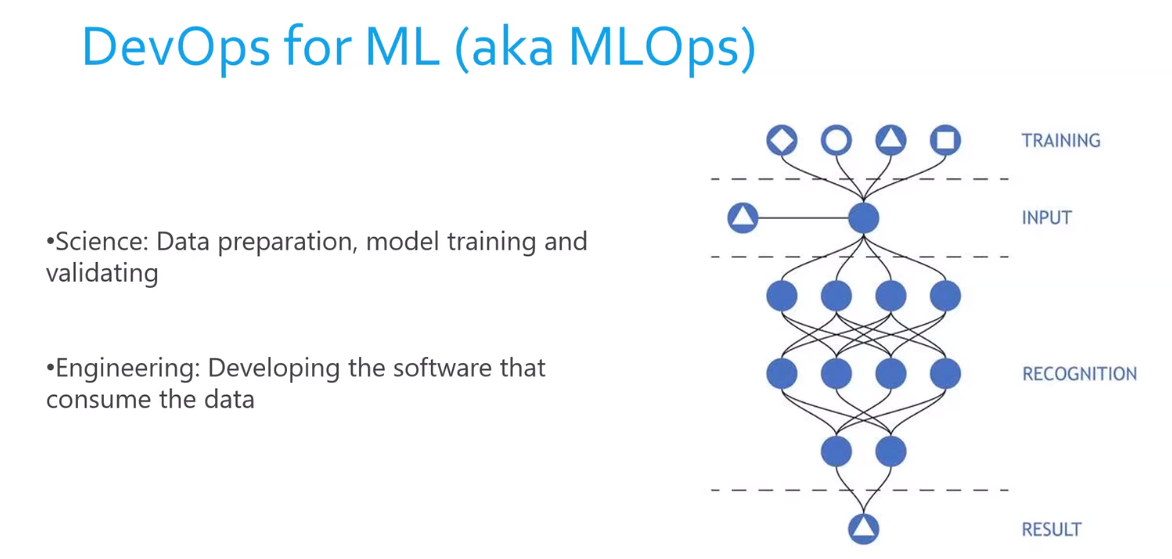 DevOps for ML (aka MLOps)
•Science: Data preparation, model training and
validating
•Engineering: Developing the software that
consume the data
TRAINING
INPUT
RECOGNITION
RESULT